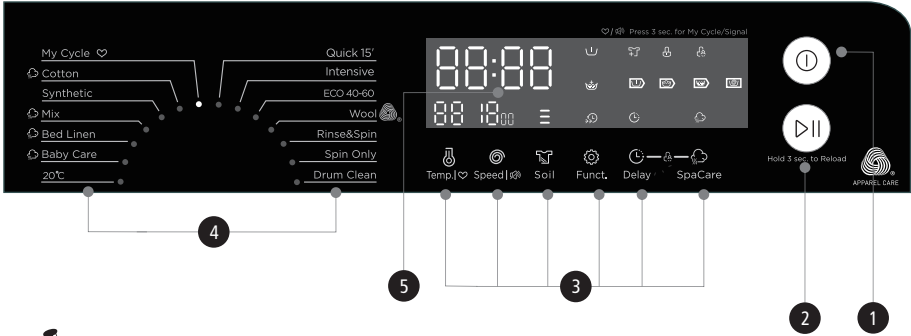 ♡/🔇 Press 3 sec. for My Cycle/Signal
My Cycle ♡
Cotton
Synthetic
Mix
Bed Linen
Baby Care
20℃
Quick 15'
Intensive
ECO 40-60
Wool
Rinse&Spin
Spin Only
Drum Clean
88:88
88 1800
Temp.|♡ Speed|🔇 Soil Funct. Delay SpaCare
Hold 3 sec. to Reload
APPAREL CARE
4
5
3
2
1